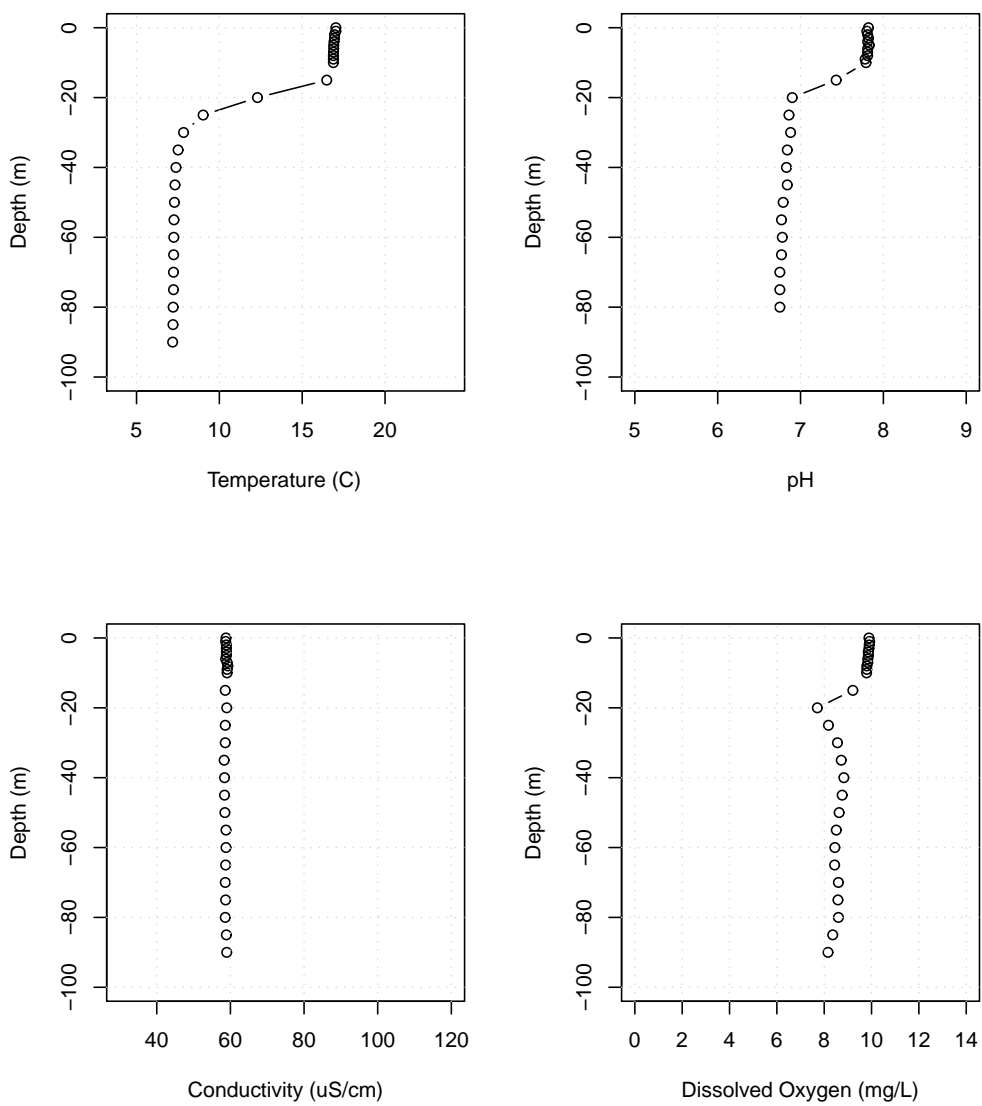 0
−20
−40
−60
−80
−100
Depth (m)
5 10 15 20
Temperature (C)
0
−20
−40
−60
−80
−100
Depth (m)
5 6 7 8 9
pH
0
−20
−40
−60
−80
−100
Depth (m)
40 60 80 100 120
Conductivity (uS/cm)
0
−20
−40
−60
−80
−100
Depth (m)
0 2 4 6 8 10 12 14
Dissolved Oxygen (mg/L)